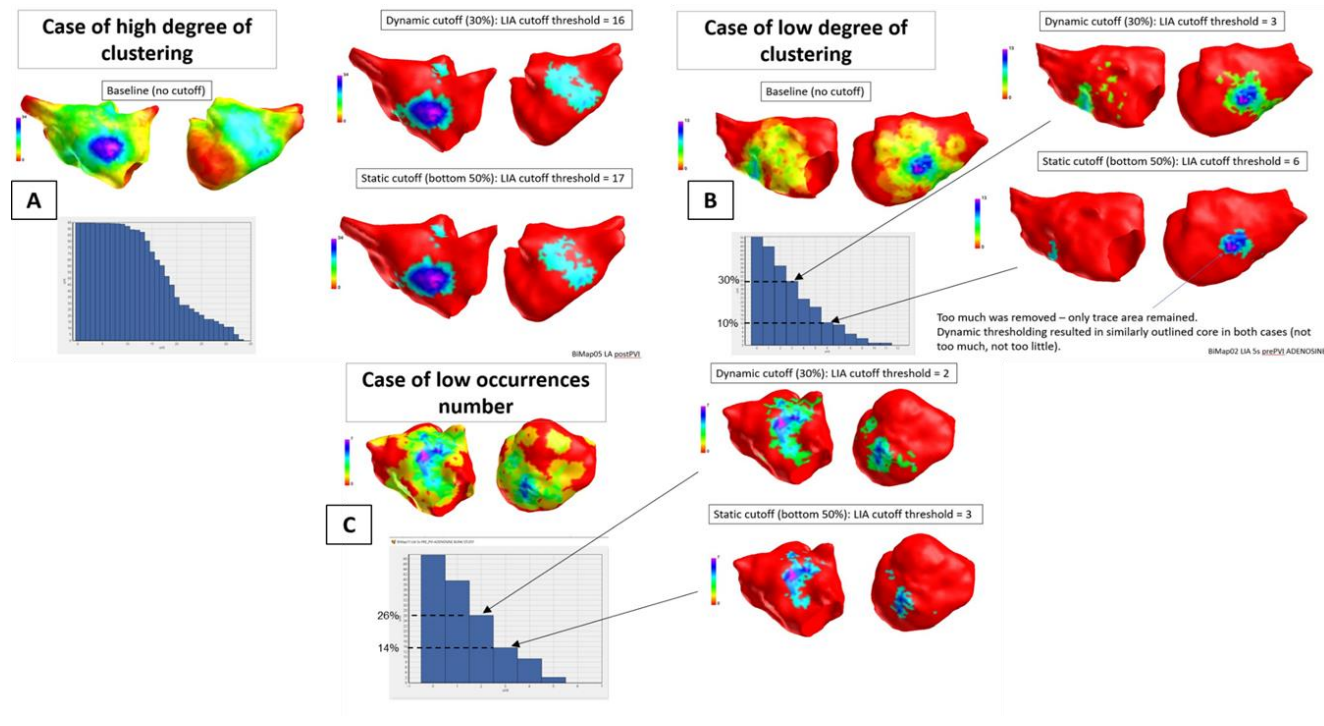 Case of high degree of
clustering
Baseline (no cutoff)
Dynamic cutoff (30%): LIA cutoff threshold = 16
A
Static cutoff (bottom 50%): LIA cutoff threshold = 17
BiMap05 LA postPVI
Case of low degree of
clustering
Baseline (no cutoff)
Dynamic cutoff (30%): LIA cutoff threshold = 3
B
Static cutoff (bottom 50%): LIA cutoff threshold = 6
30%
10%
Too much was removed – only trace area remained.
Dynamic thresholding resulted in similarly outlined core in both cases (not
too much, not too little).
BiMap02 LIA 5s prePVI ADENOSINE
Case of low occurrences
number
Dynamic cutoff (30%): LIA cutoff threshold = 2
C
Static cutoff (bottom 50%): LIA cutoff threshold = 3
26%
14%